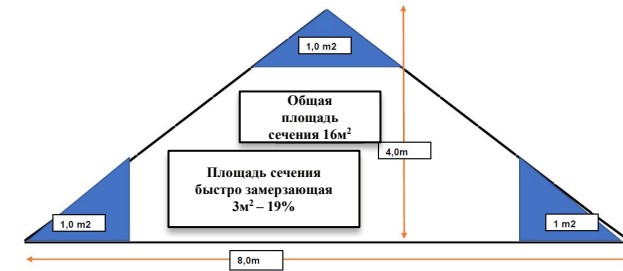 1,0 m2
Общая
площадь
сечения 16м²
4,0m
Площадь сечения
быстро замерзающая
3м² – 19%
1,0 m2
1 m2
8,0m